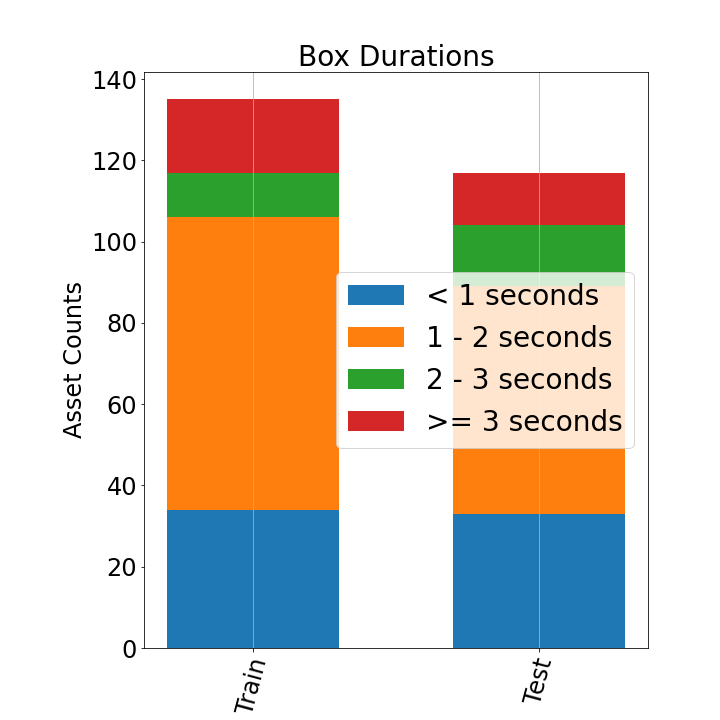 Box Durations
140
120
100
80
60
40
20
0
Asset Counts
< 1 seconds
1 - 2 seconds
2 - 3 seconds
>= 3 seconds
Train
Test